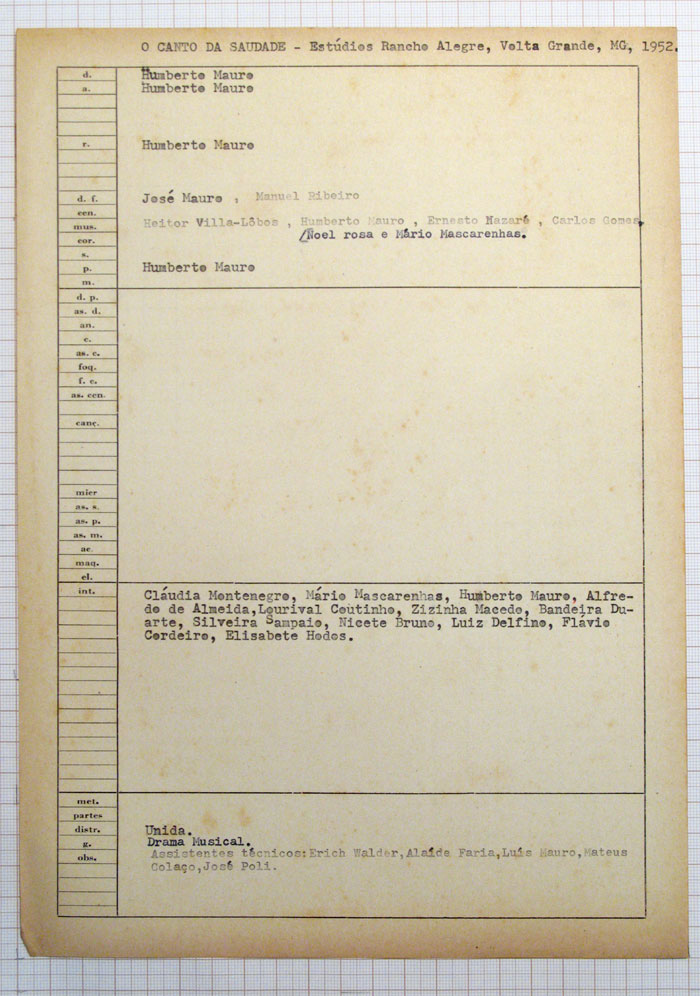 O CANTO DA SAUDADE - Estúdios Rancho Alegre, Volta Grande, MG, 1952.
d. Humberto Mauro
a. Humberto Mauro
r. Humberto Mauro
d. f. José Mauro , Manuel Ribeiro
cen.
mus. Heitor Villa-Lôbos , Humberto Mauro , Ernesto Nazaré , Carlos Gomes,
cor. /Noel rosa e Mário Mascarenhas.
s.
p. Humberto Mauro
m.
d. p.
as. d.
an.
c.
as. c.
foq.
f. c.
as. cen.
canç.
mier
as. s.
as. p.
as. m.
ae.
maq.
el.
int. Cláudia Montenegro, Mário Mascarenhas, Humberto Mauro, Alfre-
do de Almeida,Lourival Coutinho, Zizinha Macedo, Bandeira Du-
arte, Silveira Sampaio, Nicete Bruno, Luiz Delfino, Flávio
Cordeiro, Elisabete Hodos.
met.
partes
distr. Unida.
g. Drama Musical.
obs. Assistentes técnicos:Erich Walder,Alaíde Faria,Luís Mauro,Mateus
Colaço,José Poli.